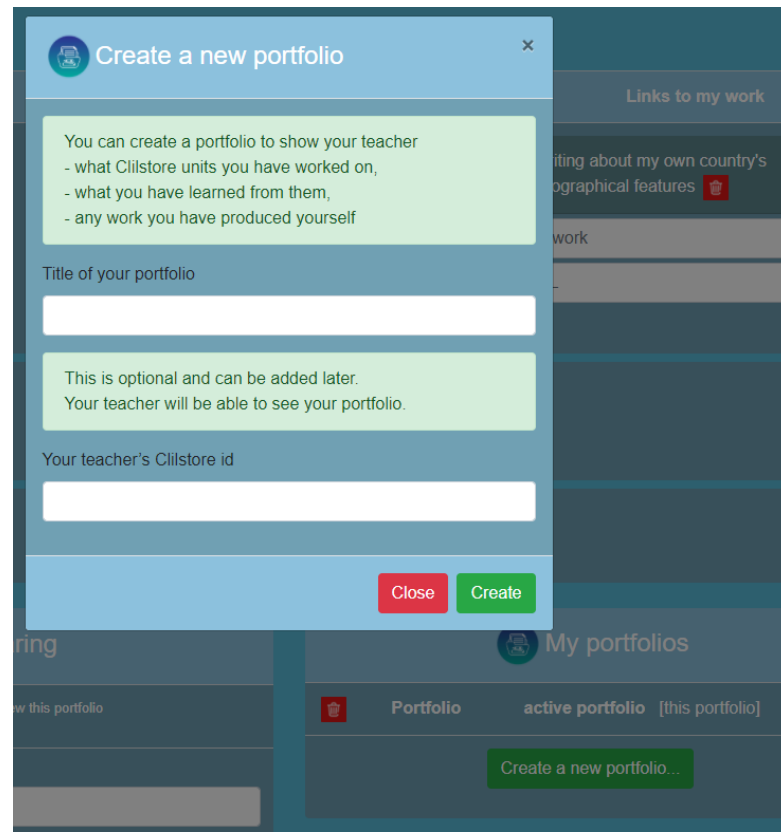 Create a new portfolio
×
You can create a portfolio to show your teacher
- what Clilstore units you have worked on,
- what you have learned from them,
- any work you have produced yourself
Title of your portfolio
This is optional and can be added later.
Your teacher will be able to see your portfolio.
Your teacher's Clilstore id
Close Create
Links to my work
iting about my own country's
ographical features
work
ring
w this portfolio
My portfolios
Portfolio active portfolio [this portfolio]
Create a new portfolio...